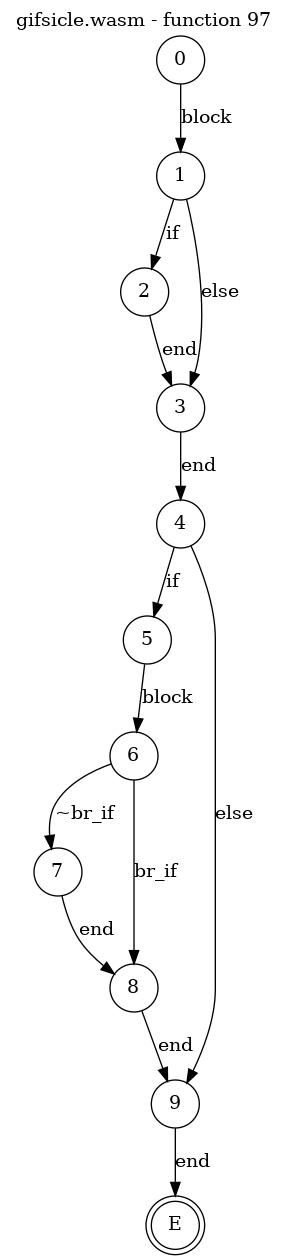 gifsicle.wasm - function 97
0
block
1
if
2
else
end
3
end
4
if
5
block
6
~br_if
7
br_if
else
end
8
end
9
end
E